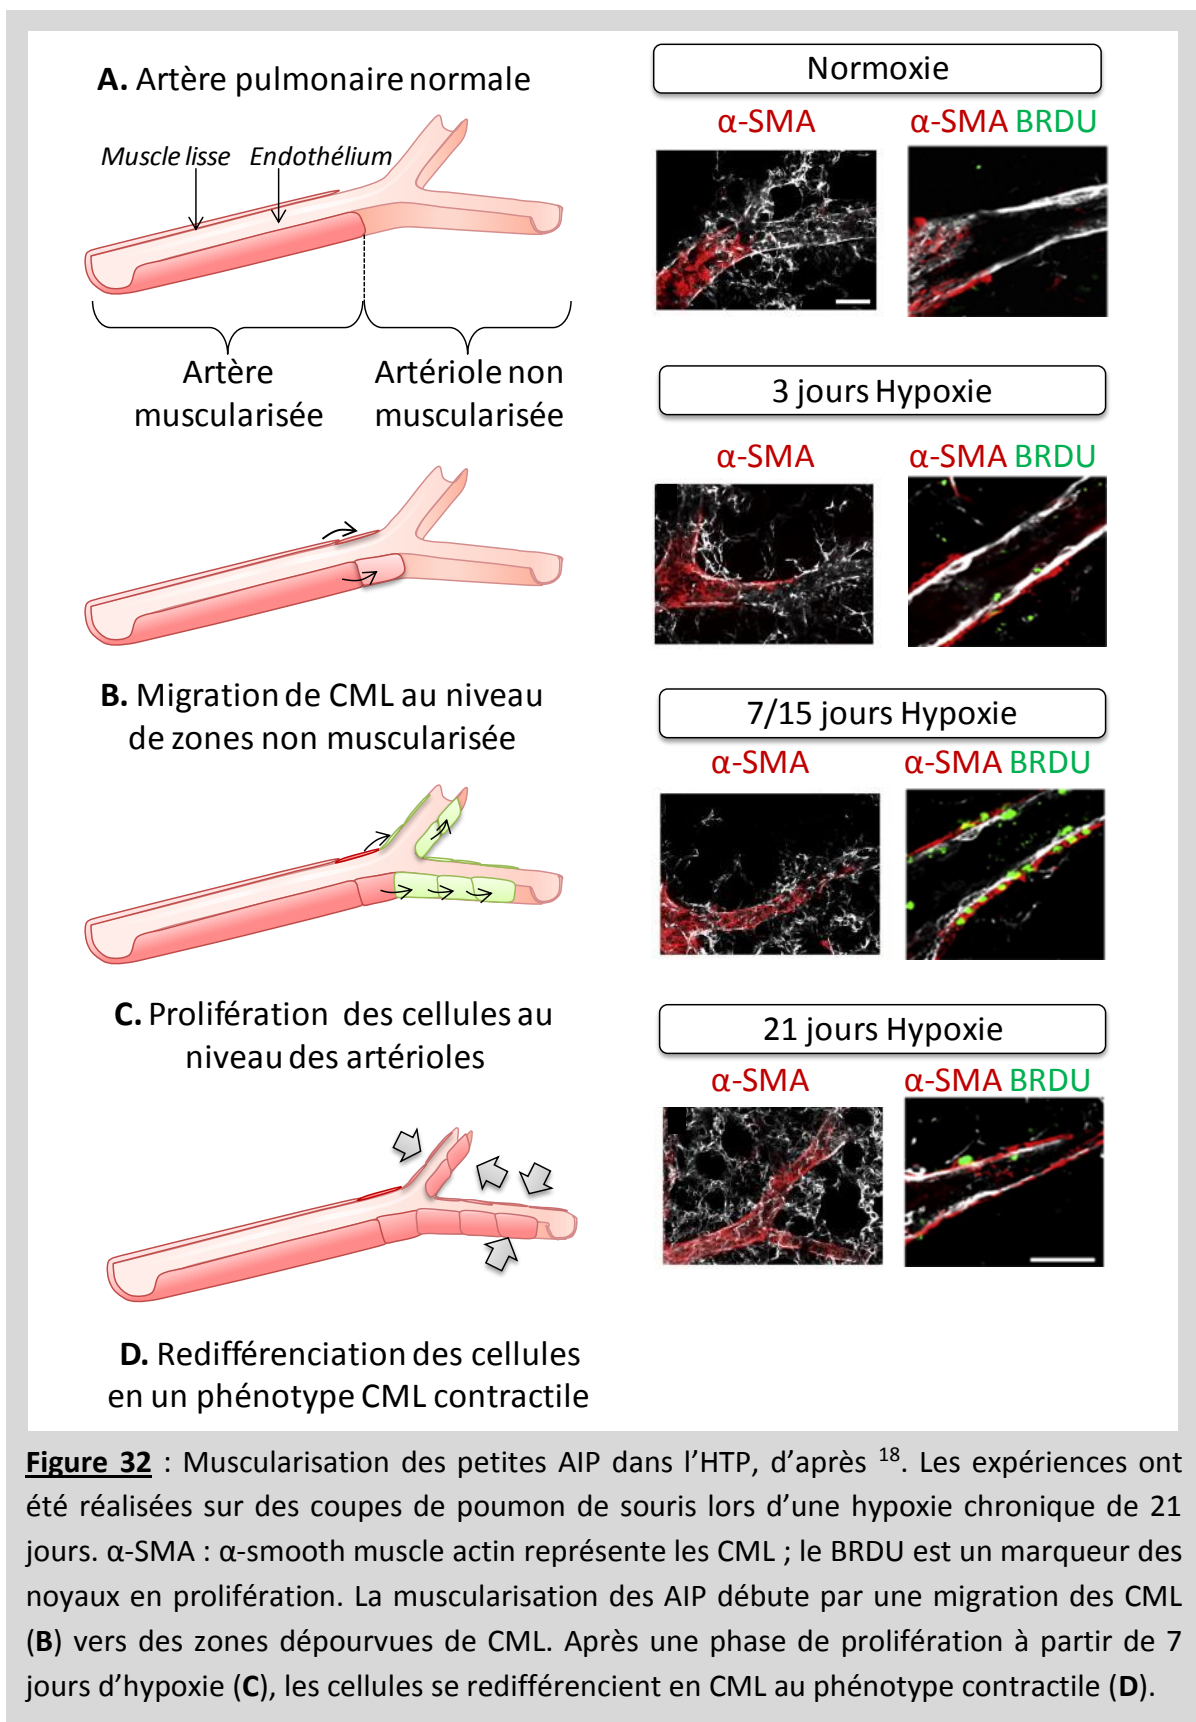 A. Artère pulmonaire normale
Muscle lisse
Endothélium
Artère
muscularisée
Artériole non
muscularisée
Normoxie
α-SMA
α-SMA BRDU
3 jours Hypoxie
α-SMA
α-SMA BRDU
B. Migration de CML au niveau
de zones non muscularisée
7/15 jours Hypoxie
α-SMA
α-SMA BRDU
C. Prolifération des cellules au
niveau des artérioles
21 jours Hypoxie
α-SMA
α-SMA BRDU
D. Redifférenciation des cellules
en un phénotype CML contractile
Figure 32 : Muscularisation des petites AIP dans l’HTP, d’après 18. Les expériences ont
été réalisées sur des coupes de poumon de souris lors d’une hypoxie chronique de 21
jours. α-SMA : α-smooth muscle actin représente les CML ; le BRDU est un marqueur des
noyaux en prolifération. La muscularisation des AIP débute par une migration des CML
(B) vers des zones dépourvues de CML. Après une phase de prolifération à partir de 7
jours d’hypoxie (C), les cellules se redifférencient en CML au phénotype contractile (D).